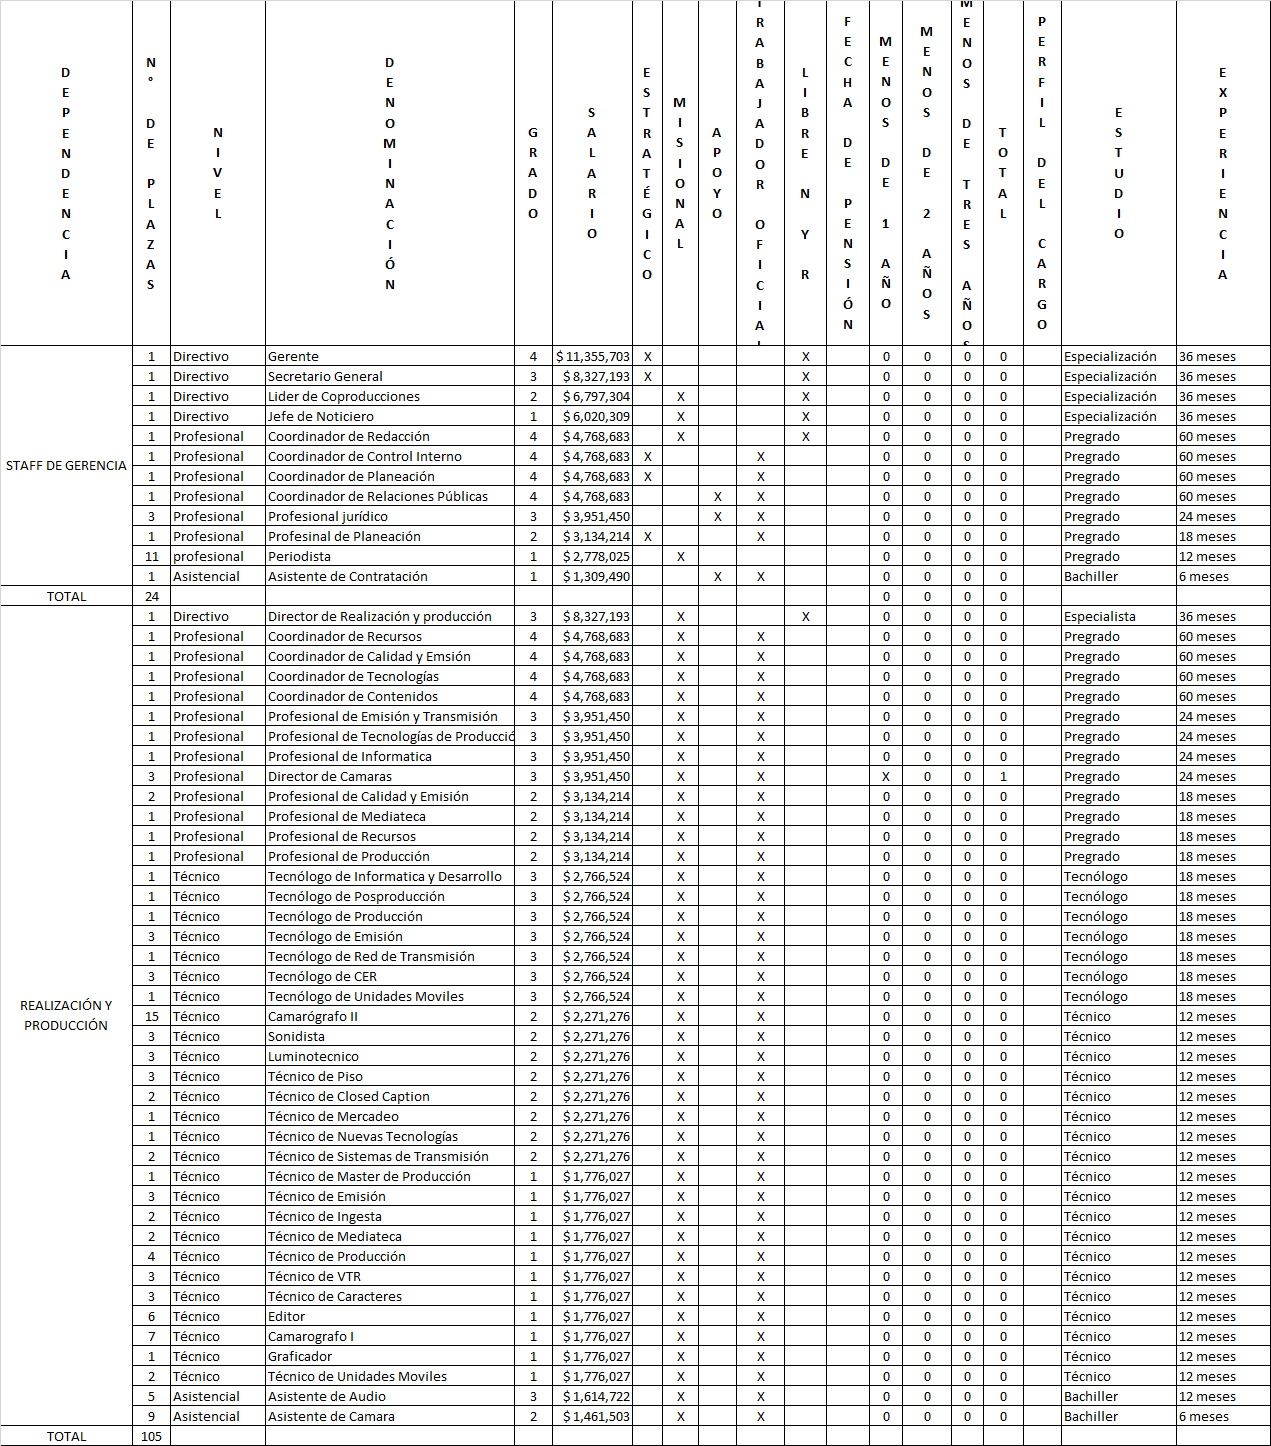 DEPENDENCIA N° DE PLAZAS NIVEL DENOMINACIÓN GRADO SALARIO ESTRATÉGICO MISIONAL APOYO TRABAJADOR OFICIAL LIBRE N Y R FECHA DE PENSIÓN MENOS DE 1 AÑO MENOS DE 2 AÑOS MENOS DE TRES AÑOS TOTAL PERFIL DEL CARGO ESTUDIO EXPERIENCIA
1 Directivo Gerente 4 $ 11,355,703 X X 0 0 0 0 Especialización 36 meses
1 Directivo Secretario General 3 $ 8,327,193 X X 0 0 0 0 Especialización 36 meses
1 Directivo Lider de Coproducciones 2 $ 6,797,304 X X 0 0 0 0 Especialización 36 meses
1 Directivo Jefe de Noticiero 1 $ 6,020,309 X X 0 0 0 0 Especialización 36 meses
1 Profesional Coordinador de Redacción 4 $ 4,768,683 X X 0 0 0 0 Pregrado 60 meses
STAFF DE GERENCIA 1 Profesional Coordinador de Control Interno 4 $ 4,768,683 X X 0 0 0 0 Pregrado 60 meses
1 Profesional Coordinador de Planeación 4 $ 4,768,683 X X 0 0 0 0 Pregrado 60 meses
1 Profesional Coordinador de Relaciones Públicas 4 $ 4,768,683 X X 0 0 0 0 Pregrado 60 meses
3 Profesional Profesional jurídico 3 $ 3,951,450 X X 0 0 0 0 Pregrado 24 meses
1 Profesional Profesinal de Planeación 2 $ 3,134,214 X X 0 0 0 0 Pregrado 18 meses
11 profesional Periodista 1 $ 2,778,025 X 0 0 0 0 Pregrado 12 meses
1 Asistencial Asistente de Contratación 1 $ 1,309,490 X X 0 0 0 0 Bachiller 6 meses
TOTAL 24 0 0 0 0
1 Directivo Director de Realización y producción 3 $ 8,327,193 X X 0 0 0 0 Especialista 36 meses
1 Profesional Coordinador de Recursos 4 $ 4,768,683 X X 0 0 0 0 Pregrado 60 meses
1 Profesional Coordinador de Calidad y Emsión 4 $ 4,768,683 X X 0 0 0 0 Pregrado 60 meses
1 Profesional Coordinador de Tecnologías 4 $ 4,768,683 X X 0 0 0 0 Pregrado 60 meses
1 Profesional Coordinador de Contenidos 4 $ 4,768,683 X X 0 0 0 0 Pregrado 60 meses
1 Profesional Profesional de Emisión y Transmisión 3 $ 3,951,450 X X 0 0 0 0 Pregrado 24 meses
1 Profesional Profesional de Tecnologías de Producció 3 $ 3,951,450 X X 0 0 0 0 Pregrado 24 meses
1 Profesional Profesional de Informatica 3 $ 3,951,450 X X 0 0 0 0 Pregrado 24 meses
3 Profesional Director de Camaras 3 $ 3,951,450 X X X 0 0 1 Pregrado 24 meses
2 Profesional Profesional de Calidad y Emisión 2 $ 3,134,214 X X 0 0 0 0 Pregrado 18 meses
1 Profesional Profesional de Mediateca 2 $ 3,134,214 X X 0 0 0 0 Pregrado 18 meses
1 Profesional Profesional de Recursos 2 $ 3,134,214 X X 0 0 0 0 Pregrado 18 meses
1 Profesional Profesional de Producción 2 $ 3,134,214 X X 0 0 0 0 Pregrado 18 meses
1 Técnico Tecnólogo de Informatica y Desarrollo 3 $ 2,766,524 X X 0 0 0 0 Tecnólogo 18 meses
1 Técnico Tecnólogo de Posproducción 3 $ 2,766,524 X X 0 0 0 0 Tecnólogo 18 meses
1 Técnico Tecnólogo de Producción 3 $ 2,766,524 X X 0 0 0 0 Tecnólogo 18 meses
3 Técnico Tecnólogo de Emisión 3 $ 2,766,524 X X 0 0 0 0 Tecnólogo 18 meses
1 Técnico Tecnólogo de Red de Transmisión 3 $ 2,766,524 X X 0 0 0 0 Tecnólogo 18 meses
3 Técnico Tecnólogo de CER 3 $ 2,766,524 X X 0 0 0 0 Tecnólogo 18 meses
1 Técnico Tecnólogo de Unidades Moviles 3 $ 2,766,524 X X 0 0 0 0 Tecnólogo 18 meses
REALIZACIÓN Y
PRODUCCIÓN
15 Técnico Camarógrafo II 2 $ 2,271,276 X X 0 0 0 0 Técnico 12 meses
3 Técnico Sonidista 2 $ 2,271,276 X X 0 0 0 0 Técnico 12 meses
3 Técnico Luminotecnico 2 $ 2,271,276 X X 0 0 0 0 Técnico 12 meses
3 Técnico Técnico de Piso 2 $ 2,271,276 X X 0 0 0 0 Técnico 12 meses
2 Técnico Técnico de Closed Caption 2 $ 2,271,276 X X 0 0 0 0 Técnico 12 meses
1 Técnico Técnico de Mercadeo 2 $ 2,271,276 X X 0 0 0 0 Técnico 12 meses
1 Técnico Técnico de Nuevas Tecnologías 2 $ 2,271,276 X X 0 0 0 0 Técnico 12 meses
2 Técnico Técnico de Sistemas de Transmisión 2 $ 2,271,276 X X 0 0 0 0 Técnico 12 meses
1 Técnico Técnico de Master de Producción 1 $ 1,776,027 X X 0 0 0 0 Técnico 12 meses
3 Técnico Técnico de Emisión 1 $ 1,776,027 X X 0 0 0 0 Técnico 12 meses
2 Técnico Técnico de Ingesta 1 $ 1,776,027 X X 0 0 0 0 Técnico 12 meses
2 Técnico Técnico de Mediateca 1 $ 1,776,027 X X 0 0 0 0 Técnico 12 meses
4 Técnico Técnico de Producción 1 $ 1,776,027 X X 0 0 0 0 Técnico 12 meses
3 Técnico Técnico de VTR 1 $ 1,776,027 X X 0 0 0 0 Técnico 12 meses
3 Técnico Técnico de Caracteres 1 $ 1,776,027 X X 0 0 0 0 Técnico 12 meses
6 Técnico Editor 1 $ 1,776,027 X X 0 0 0 0 Técnico 12 meses
7 Técnico Camarografo I 1 $ 1,776,027 X X 0 0 0 0 Técnico 12 meses
1 Técnico Graficador 1 $ 1,776,027 X X 0 0 0 0 Técnico 12 meses
2 Técnico Técnico de Unidades Moviles 1 $ 1,776,027 X X 0 0 0 0 Técnico 12 meses
5 Asistencial Asistente de Audio 3 $ 1,614,722 X X 0 0 0 0 Bachiller 12 meses
9 Asistencial Asistente de Camara 2 $ 1,461,503 X X 0 0 0 0 Bachiller 6 meses
TOTAL 105